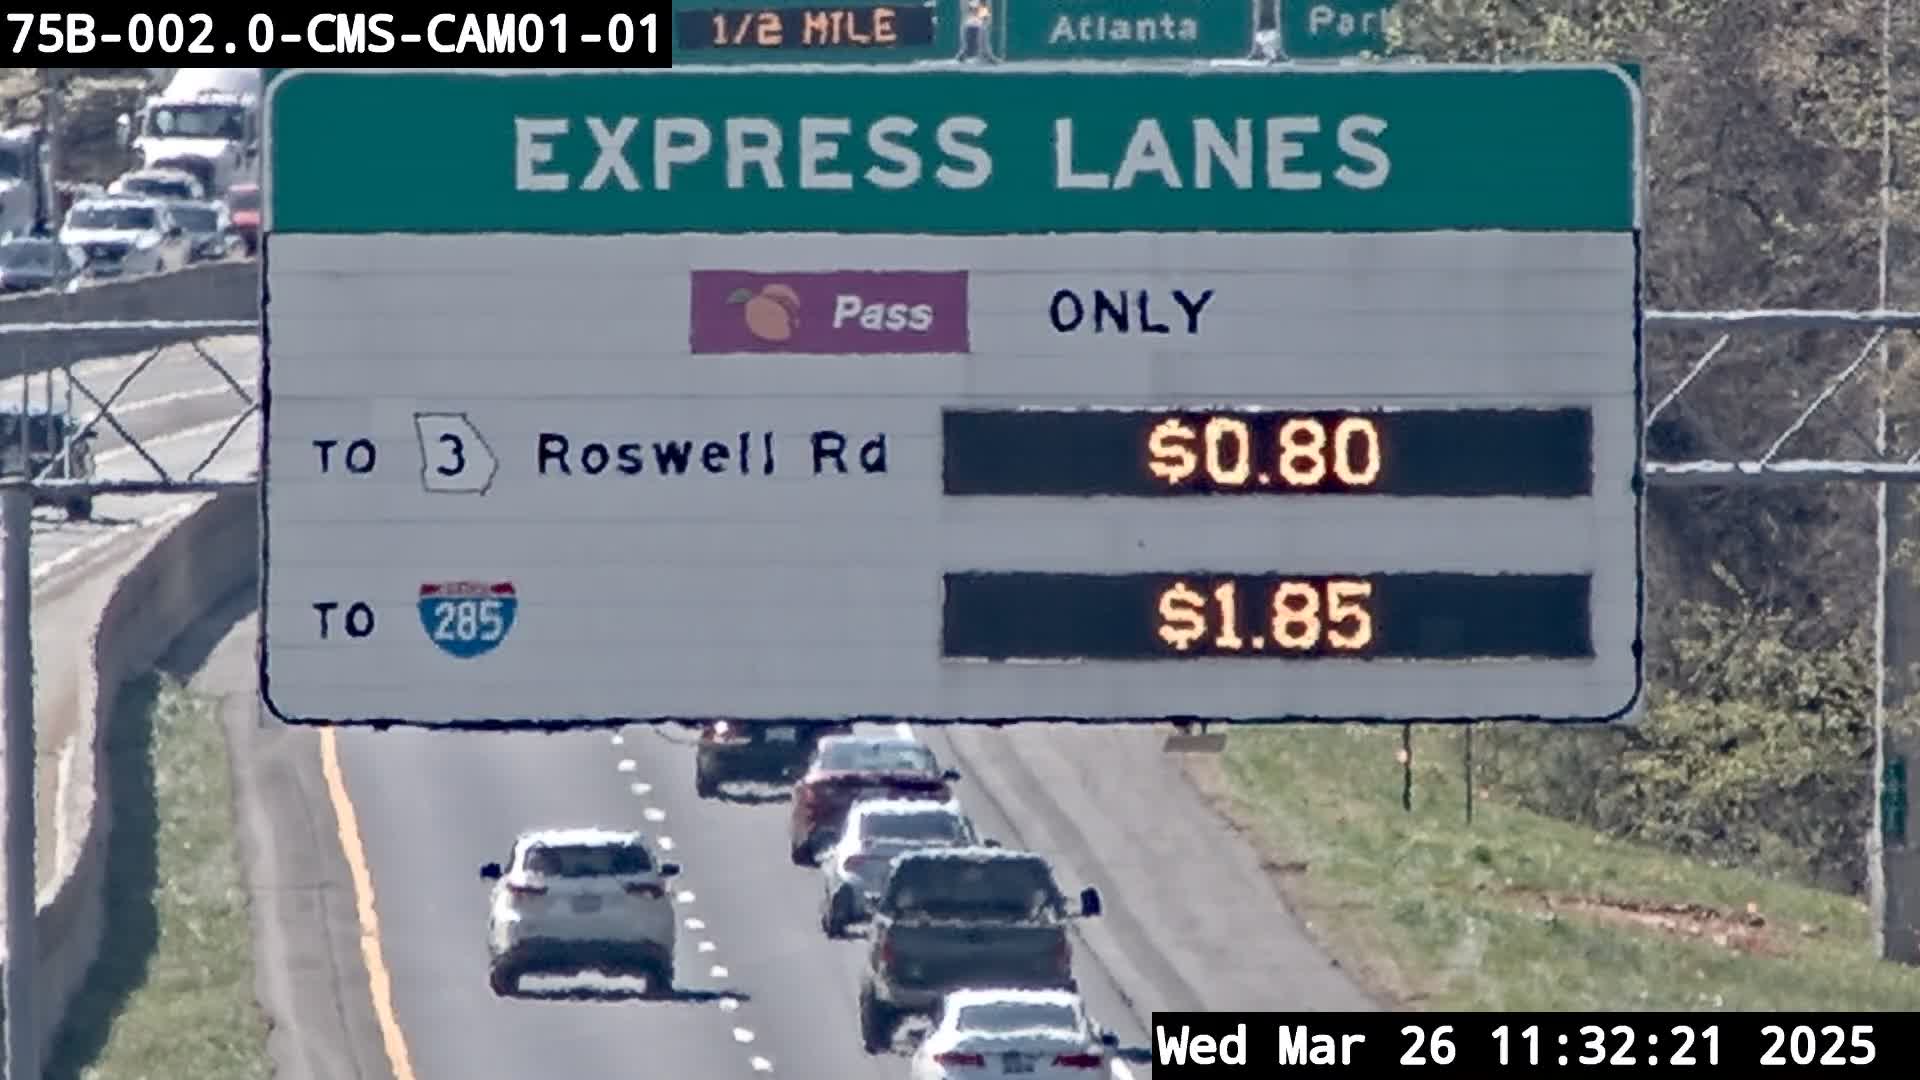 75B-002.0-CMS-CAM01-01
1/2 MILE
Atlanta
EXPRESS LANES
Pass ONLY
TO 3 Roswell Rd $0.80
TO 285 $1.85
Wed Mar 26 11:32:21 2025